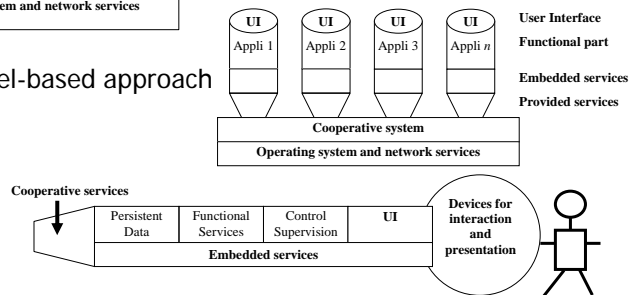 em and network services
el-based approach
UI UI UI UI
Appli 1 Appli 2 Appli 3 Appli n
User Interface
Functional part
Embedded services
Provided services
Cooperative system
Operating system and network services
Cooperative services
Persistent Data
Functional Services
Control Supervision
UI
Embedded services
Devices for
interaction
and
presentation